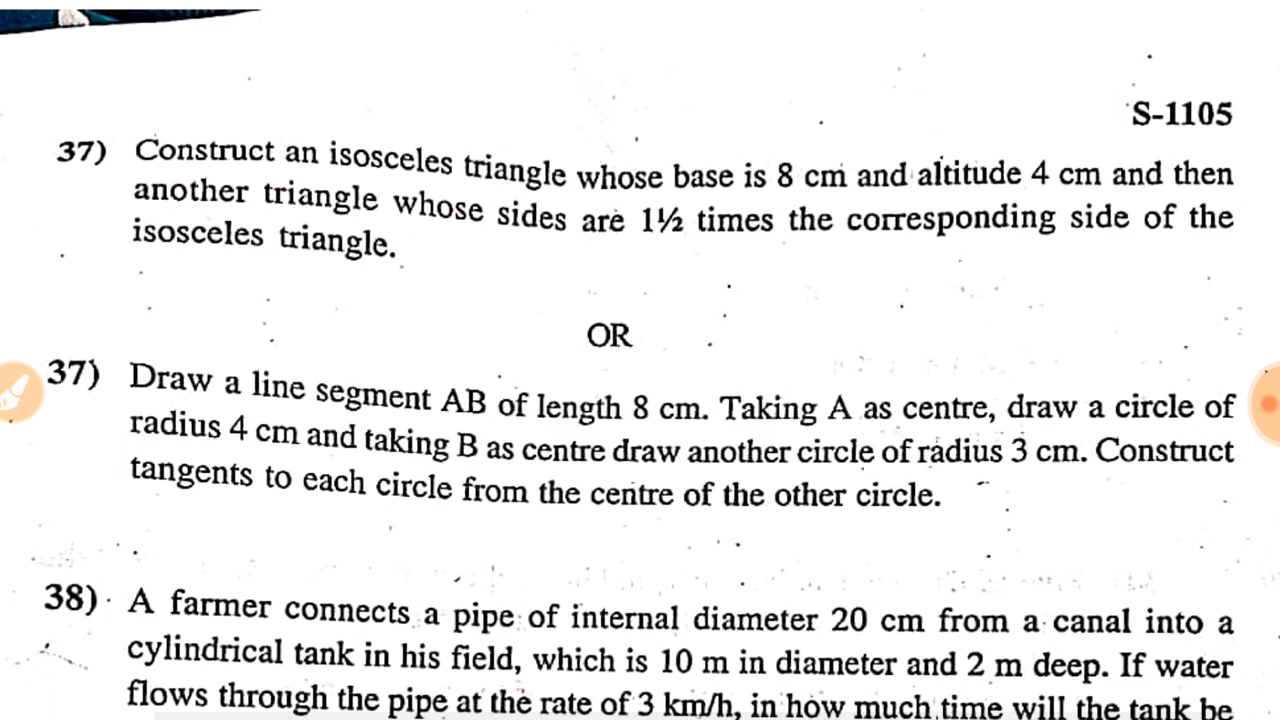 S-1105
37) Construct an isosceles triangle whose base is 8 cm and altitude 4 cm and then
another triangle whose sides are 1½ times the corresponding side of the
isosceles triangle.
OR
37) Draw a line segment AB of length 8 cm. Taking A as centre, draw a circle of
radius 4 cm and taking B as centre draw another circle of radius 3 cm. Construct
tangents to each circle from the centre of the other circle.
38) A farmer connects a pipe of internal diameter 20 cm from a canal into a
cylindrical tank in his field, which is 10 m in diameter and 2 m deep. If water
flows through the pipe at the rate of 3 km/h, in how much time will the tank be